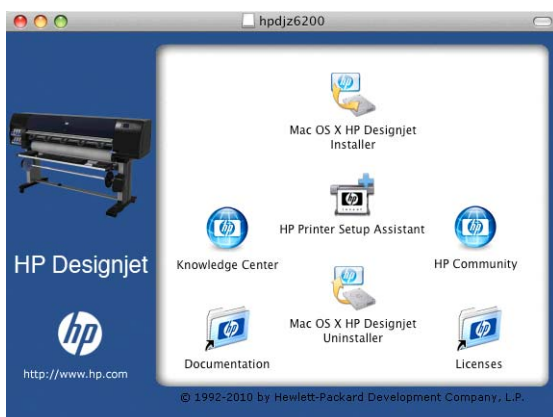 hpdjz6200
Mac OS X HP Designjet
Installer
HP Printer Setup Assistant
Knowledge Center
HP Community
HP Designjet
Mac OS X HP Designjet
Uninstaller
Documentation
Licenses
hp
http://www.hp.com
© 1992-2010 by Hewlett-Packard Development Company, L.P.